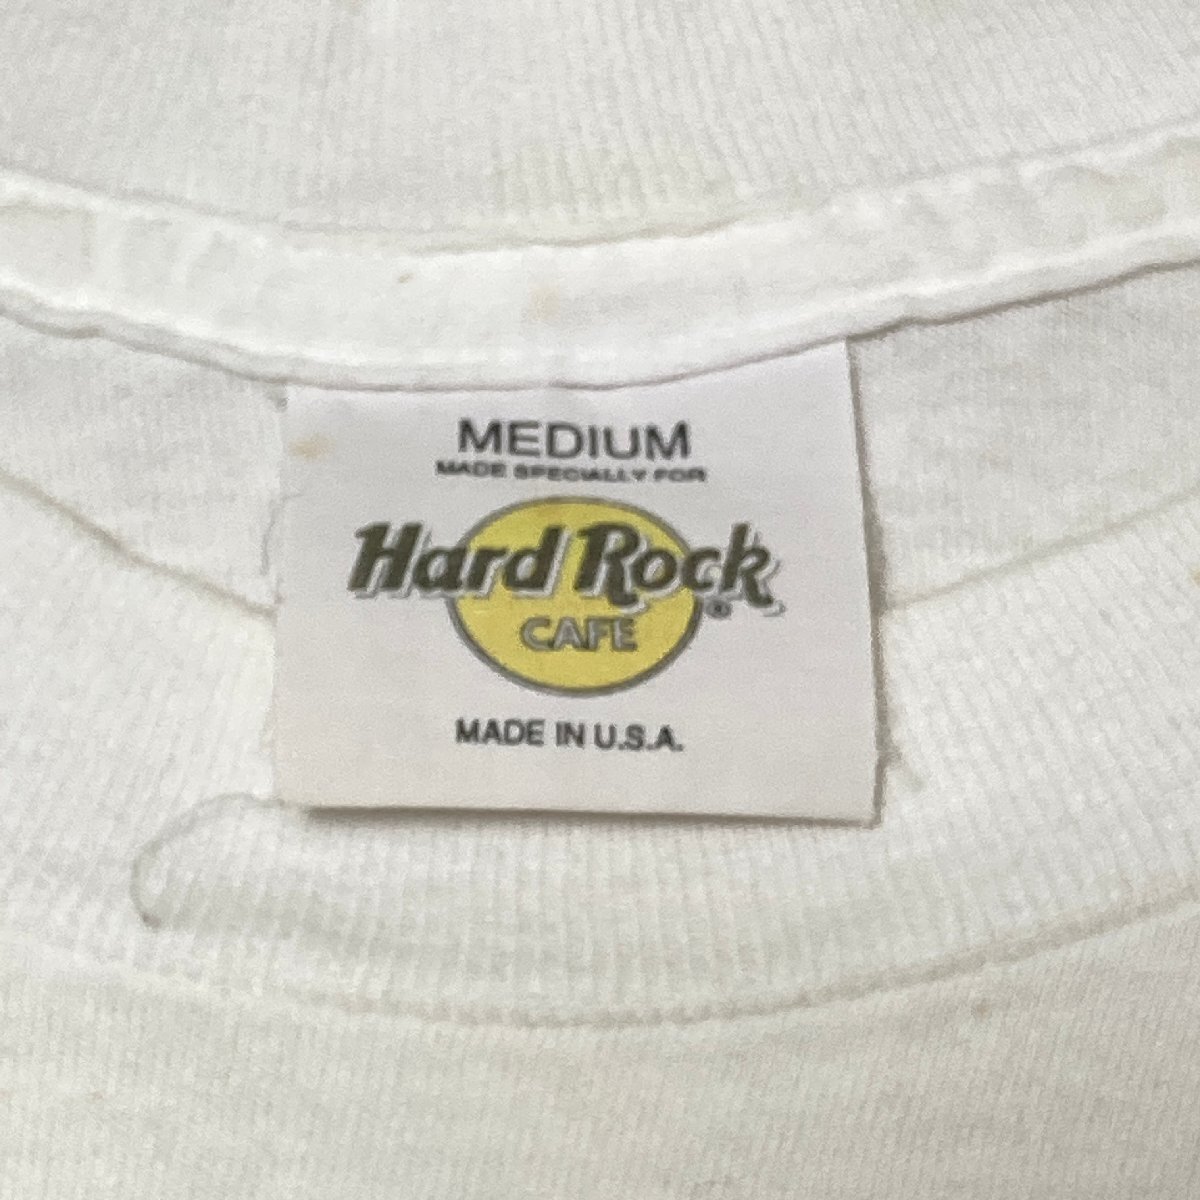 MEDIUM
MADE SPECIALLY FOR
Hard Rock
CAFE ®
MADE IN U.S.A.